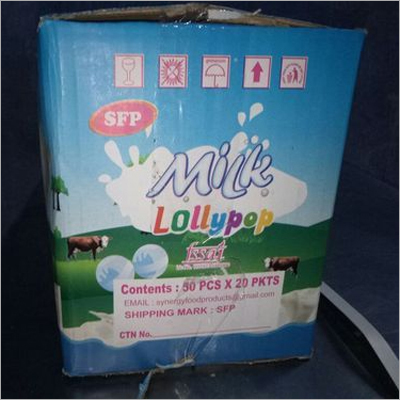 SFP
Milk
Lollypop
Contents : 50 PCS X 20 PKTS
EMAIL : synergyfoodproducts@gmail.com
SHIPPING MARK : SFP
CTN No.